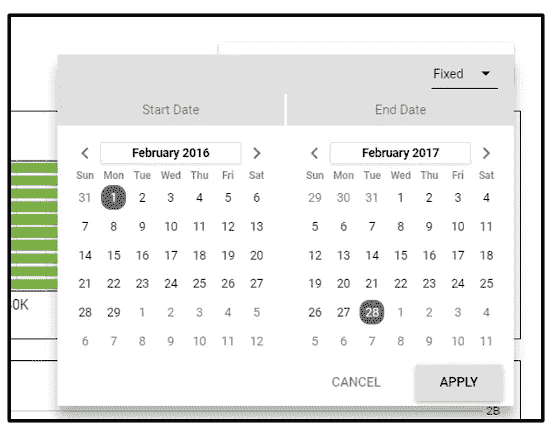 Fixed
Start Date End Date
February 2016 February 2017
Sun Mon Tue Wed Thu Fri Sat Sun Mon Tue Wed Thu Fri Sat
31 1 2 3 4 5 6 29 30 31 1 2 3 4
7 8 9 10 11 12 13 5 6 7 8 9 10 11
14 15 16 17 18 19 20 12 13 14 15 16 17 18
21 22 23 24 25 26 27 19 20 21 22 23 24 25
28 29 1 2 3 4 5 26 27 28 1 2 3 4
0K
6 7 8 9 10 11 12 5 6 7 8 9 10 11
CANCEL APPLY
2B